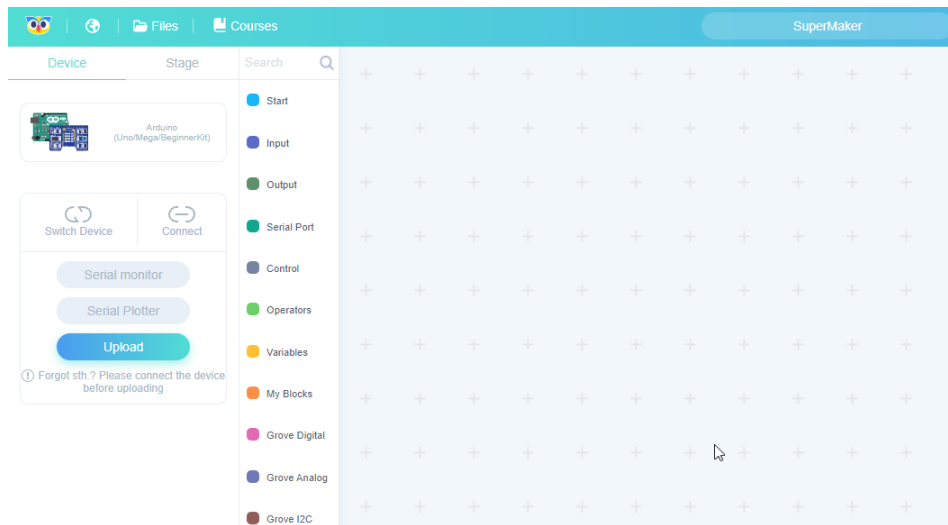 Files
Courses
SuperMaker
Device
Stage
Search
Arduino
(Uno/Mega/BeginnerKit)
Switch Device
Connect
Serial monitor
Serial Plotter
Upload
Forgot sth.? Please connect the device
before uploading
Start
Input
Output
Serial Port
Control
Operators
Variables
My Blocks
Grove Digital
Grove Analog
Grove I2C